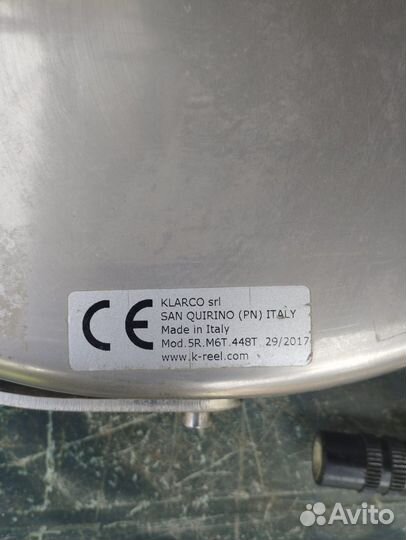 CE
KLARCO srl
SAN QUIRINO (PN) ITALY
Made in Italy
Mod.5R.M6T.448T 29/2017
www.k-reel.com
Avito